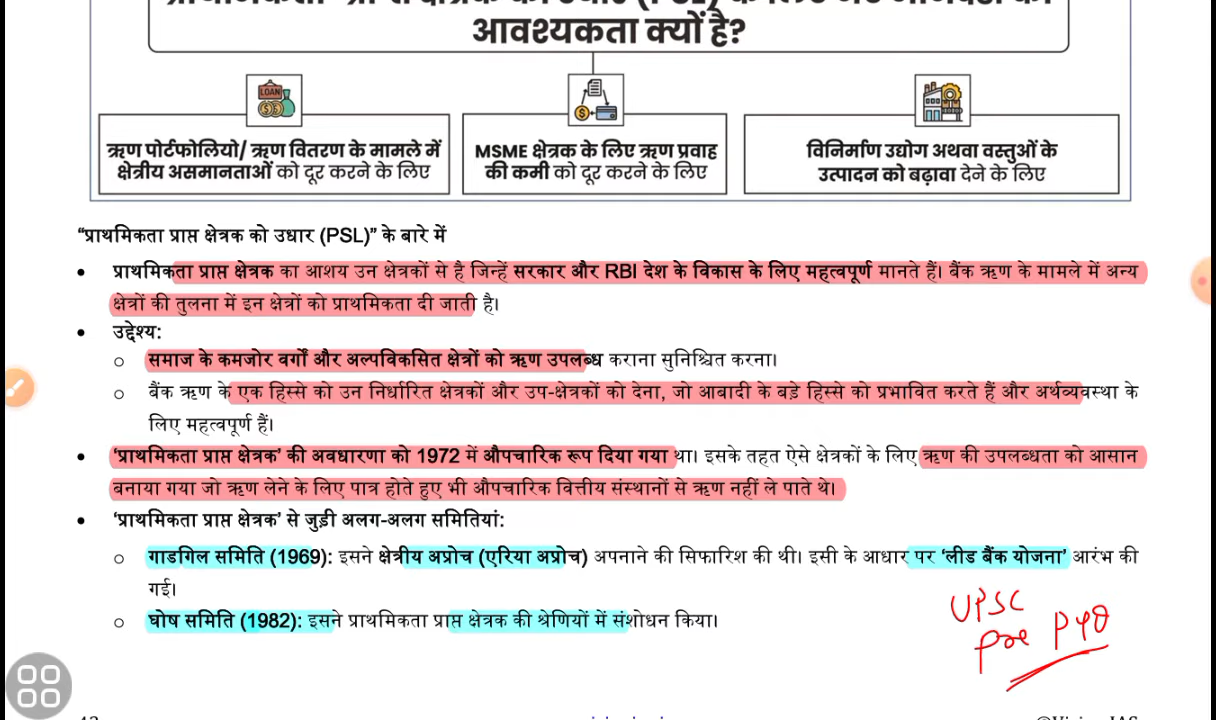 आवश्यकता क्यों है?
LOAN
ऋण पोर्टफोलियो/ ऋण वितरण के मामले में
क्षेत्रीय असमानताओं को दूर करने के लिए
MSME क्षेत्रक के लिए ऋण प्रवाह
की कमी को दूर करने के लिए
विनिर्माण उद्योग अथवा वस्तुओं के
उत्पादन को बढ़ावा देने के लिए
“प्राथमिकता प्राप्त क्षेत्रक को उधार (PSL)” के बारे में
• प्राथमिकता प्राप्त क्षेत्रक का आशय उन क्षेत्रकों से है जिन्हें सरकार और RBI देश के विकास के लिए महत्वपूर्ण मानते हैं। बैंक ऋण के मामले में अन्य
क्षेत्रों की तुलना में इन क्षेत्रों को प्राथमिकता दी जाती है।
• उद्देश्य:
o समाज के कमजोर वर्गों और अल्पविकसित क्षेत्रों को ऋण उपलब्ध कराना सुनिश्चित करना।
o बैंक ऋण के एक हिस्से को उन निर्धारित क्षेत्रकों और उप-क्षेत्रकों को देना, जो आबादी के बड़े हिस्से को प्रभावित करते हैं और अर्थव्यवस्था के
लिए महत्वपूर्ण हैं।
• ‘प्राथमिकता प्राप्त क्षेत्रक’ की अवधारणा को 1972 में औपचारिक रूप दिया गया था। इसके तहत ऐसे क्षेत्रकों के लिए ऋण की उपलब्धता को आसान
बनाया गया जो ऋण लेने के लिए पात्र होते हुए भी औपचारिक वित्तीय संस्थानों से ऋण नहीं ले पाते थे।
• ‘प्राथमिकता प्राप्त क्षेत्रक’ से जुड़ी अलग-अलग समितियां:
o गाडगिल समिति (1969): इसने क्षेत्रीय अप्रोच (एरिया अप्रोच) अपनाने की सिफारिश की थी। इसी के आधार पर ‘लीड बैंक योजना’ आरंभ की
गई।
o घोष समिति (1982): इसने प्राथमिकता प्राप्त क्षेत्रक की श्रेणियों में संशोधन किया।
UPSC
pre PYQ